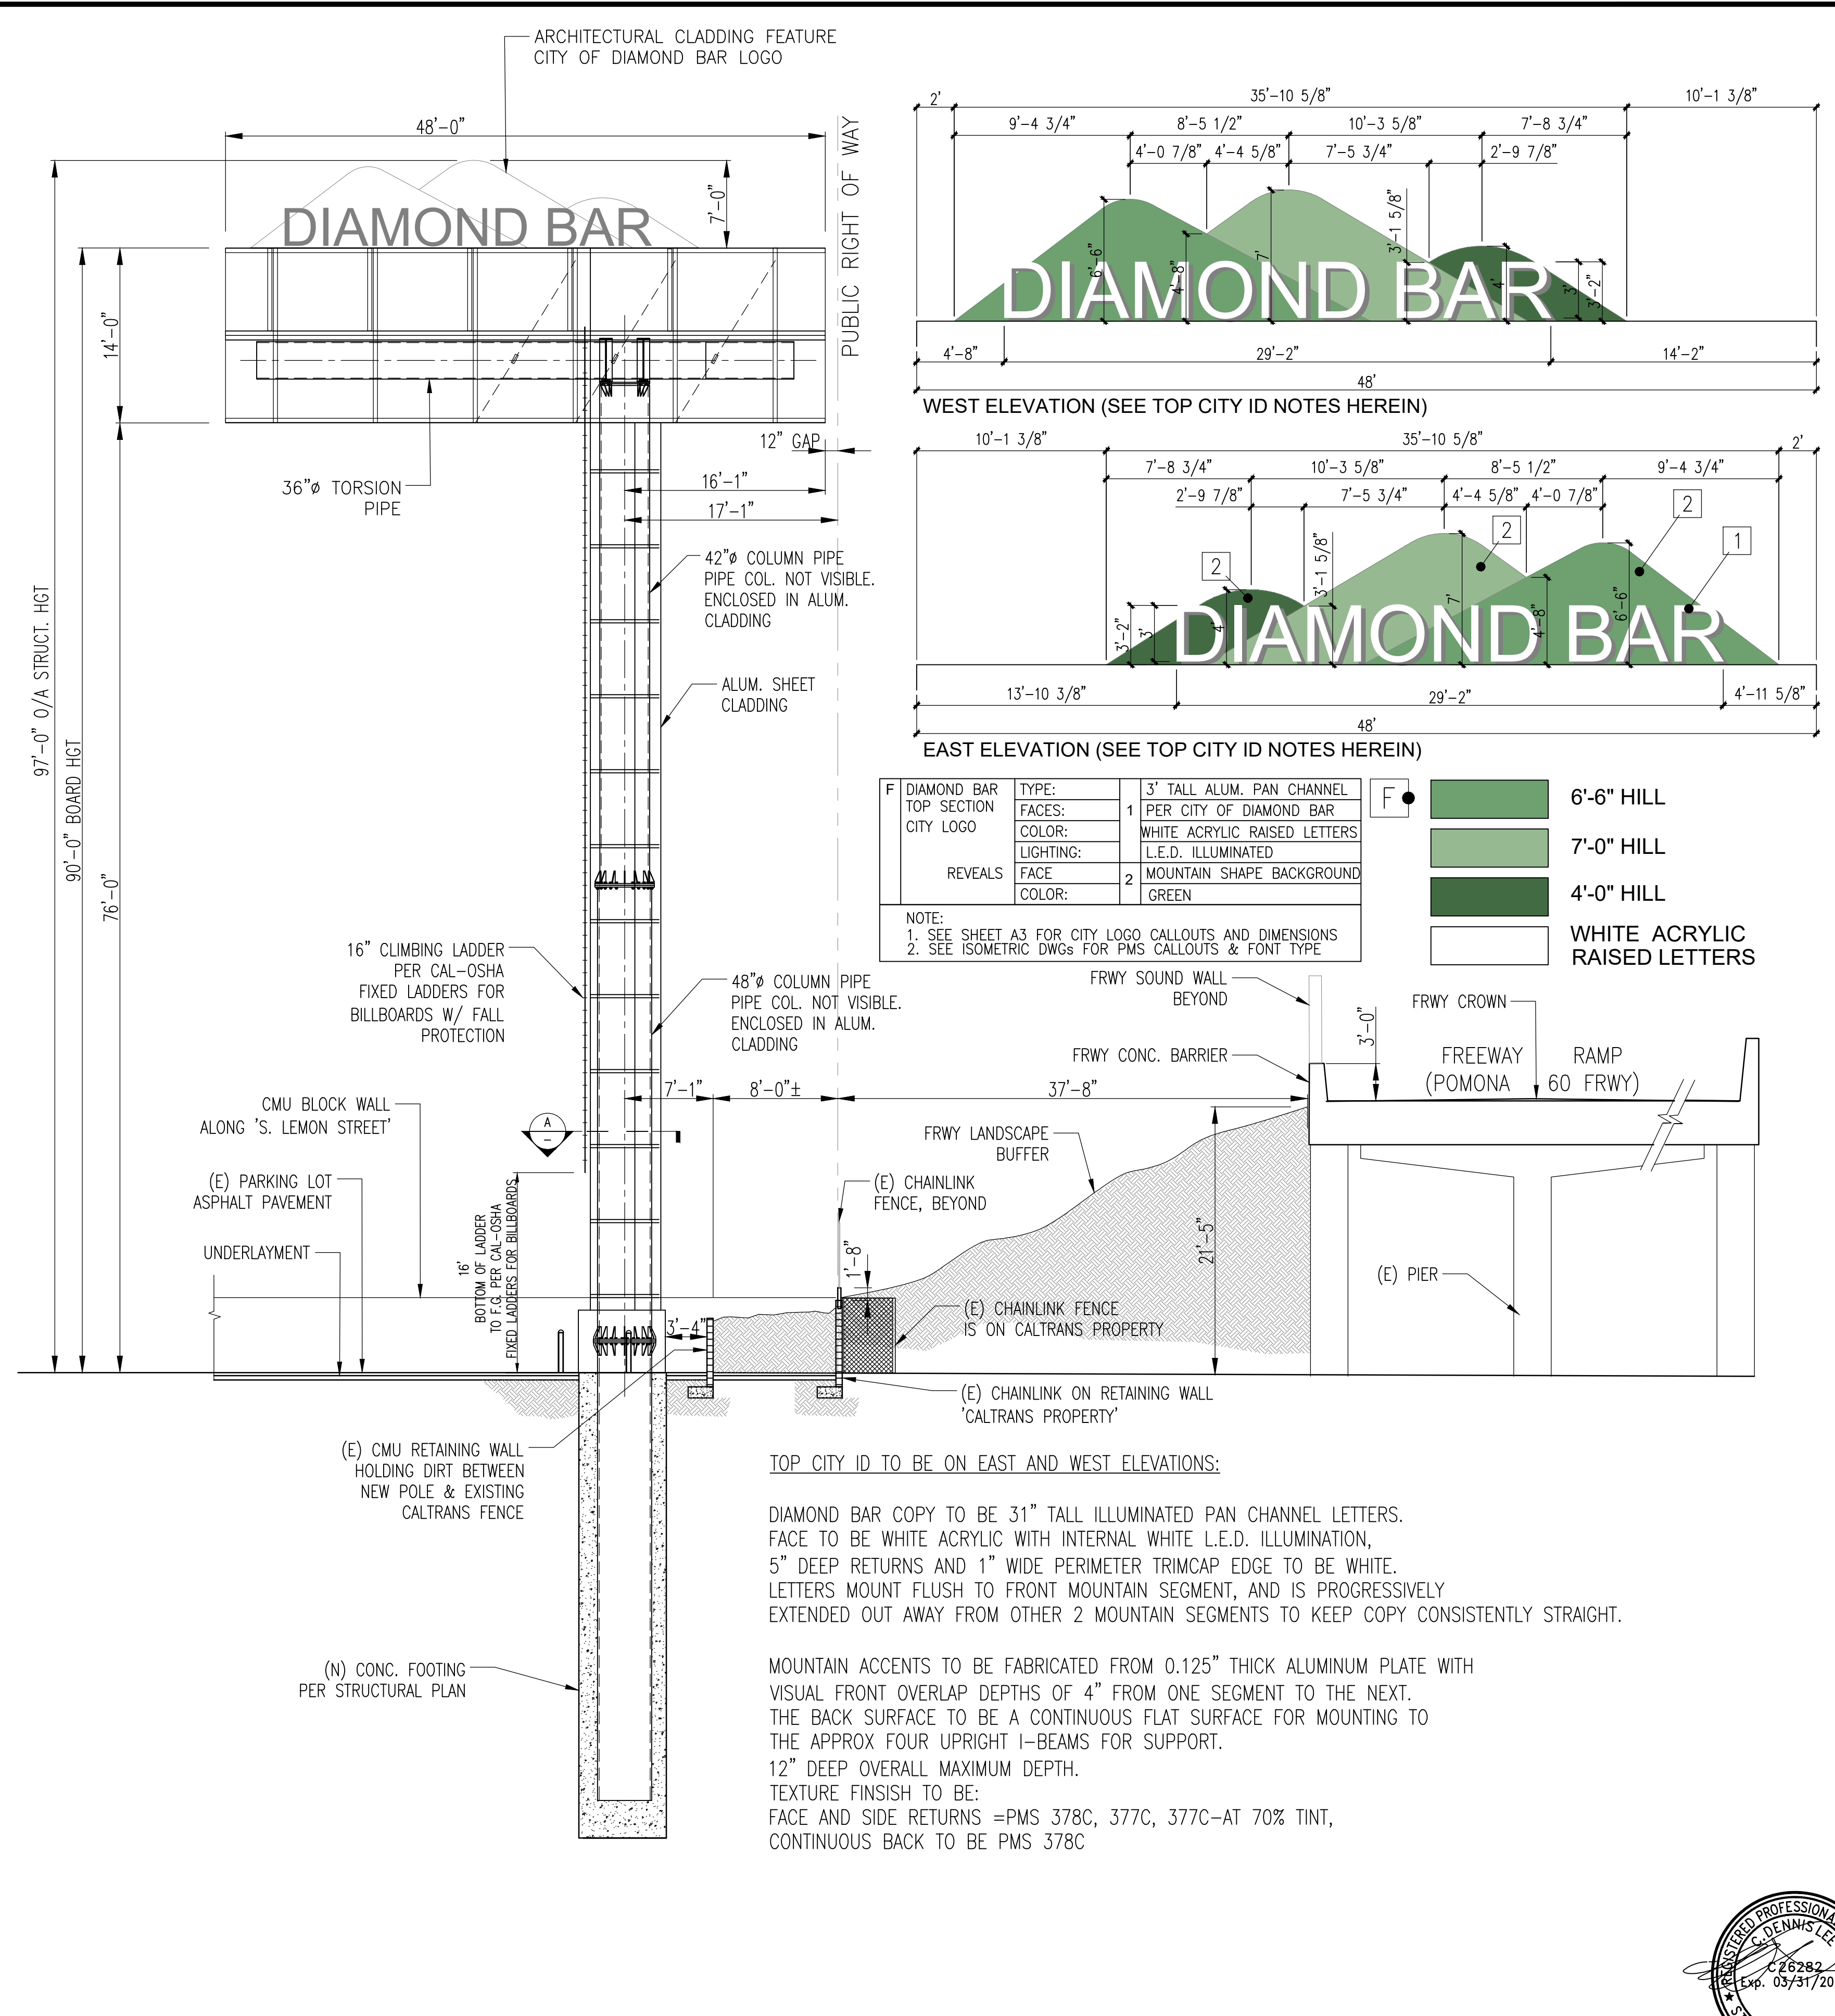 ARCHITECTURAL CLADDING FEATURE
CITY OF DIAMOND BAR LOGO
48'-0"
7'-0"
PUBLIC RIGHT OF WAY
DIAMOND BAR
14'-0"
97'-0" O/A STRUCT. HGT
90'-0" BOARD HGT
76'-0"
12" GAP
16'-1"
17'-1"
36"ø TORSION
PIPE
42"ø COLUMN PIPE
PIPE COL. NOT VISIBLE.
ENCLOSED IN ALUM.
CLADDING
ALUM. SHEET
CLADDING
16" CLIMBING LADDER
PER CAL-OSHA
FIXED LADDERS FOR
BILLBOARDS W/ FALL
PROTECTION
48"ø COLUMN PIPE
PIPE COL. NOT VISIBLE.
ENCLOSED IN ALUM.
CLADDING
2'
35'-10 5/8"
10'-1 3/8"
9'-4 3/4"
8'-5 1/2"
10'-3 5/8"
7'-8 3/4"
4'-0 7/8"
4'-4 5/8"
7'-5 3/4"
2'-9 7/8"
6'-6"
4'-8"
7'
3'-1 5/8"
4'
3'
3'-2"
DIAMOND BAR
4'-8"
29'-2"
14'-2"
48'
WEST ELEVATION (SEE TOP CITY ID NOTES HEREIN)
10'-1 3/8"
35'-10 5/8"
2'
7'-8 3/4"
10'-3 5/8"
8'-5 1/2"
9'-4 3/4"
2'-9 7/8"
7'-5 3/4"
4'-4 5/8"
4'-0 7/8"
2
2
2
1
3'-2"
3'
4'
3'-1 5/8"
7'
4'-8"
6'-6"
DIAMOND BAR
13'-10 3/8"
29'-2"
4'-11 5/8"
48'
EAST ELEVATION (SEE TOP CITY ID NOTES HEREIN)
F DIAMOND BAR TYPE: 3' TALL ALUM. PAN CHANNEL
TOP SECTION FACES: 1 PER CITY OF DIAMOND BAR
CITY LOGO COLOR: WHITE ACRYLIC RAISED LETTERS
LIGHTING: L.E.D. ILLUMINATED
REVEALS FACE 2 MOUNTAIN SHAPE BACKGROUND
COLOR: GREEN
NOTE:
1. SEE SHEET A3 FOR CITY LOGO CALLOUTS AND DIMENSIONS
2. SEE ISOMETRIC DWGs FOR PMS CALLOUTS & FONT TYPE
F
6'-6" HILL
7'-0" HILL
4'-0" HILL
WHITE ACRYLIC
RAISED LETTERS
FRWY SOUND WALL
BEYOND
FRWY CROWN
3'-0"
FRWY CONC. BARRIER
FREEWAY RAMP
(POMONA 60 FRWY)
7'-1"
8'-0"±
37'-8"
CMU BLOCK WALL
ALONG 'S. LEMON STREET'
A
-
FRWY LANDSCAPE
BUFFER
(E) PARKING LOT
ASPHALT PAVEMENT
(E) CHAINLINK
FENCE, BEYOND
UNDERLAYMENT
16'
BOTTOM OF LADDER
TO F.G. PER CAL-OSHA
FIXED LADDERS FOR BILLBOARDS
1'-8"
21'-5"
(E) PIER
3'-4"
(E) CHAINLINK FENCE
IS ON CALTRANS PROPERTY
(E) CHAINLINK ON RETAINING WALL
'CALTRANS PROPERTY'
(E) CMU RETAINING WALL
HOLDING DIRT BETWEEN
NEW POLE & EXISTING
CALTRANS FENCE
(N) CONC. FOOTING
PER STRUCTURAL PLAN
TOP CITY ID TO BE ON EAST AND WEST ELEVATIONS:
DIAMOND BAR COPY TO BE 31" TALL ILLUMINATED PAN CHANNEL LETTERS.
FACE TO BE WHITE ACRYLIC WITH INTERNAL WHITE L.E.D. ILLUMINATION,
5" DEEP RETURNS AND 1" WIDE PERIMETER TRIMCAP EDGE TO BE WHITE.
LETTERS MOUNT FLUSH TO FRONT MOUNTAIN SEGMENT, AND IS PROGRESSIVELY
EXTENDED OUT AWAY FROM OTHER 2 MOUNTAIN SEGMENTS TO KEEP COPY CONSISTENTLY STRAIGHT.
MOUNTAIN ACCENTS TO BE FABRICATED FROM 0.125" THICK ALUMINUM PLATE WITH
VISUAL FRONT OVERLAP DEPTHS OF 4" FROM ONE SEGMENT TO THE NEXT.
THE BACK SURFACE TO BE A CONTINUOUS FLAT SURFACE FOR MOUNTING TO
THE APPROX FOUR UPRIGHT I-BEAMS FOR SUPPORT.
12" DEEP OVERALL MAXIMUM DEPTH.
TEXTURE FINSISH TO BE:
FACE AND SIDE RETURNS =PMS 378C, 377C, 377C-AT 70% TINT,
CONTINUOUS BACK TO BE PMS 378C
REGISTERED PROFESSIONA
C. DENNIS LEE
C26282
Exp. 03/31/20